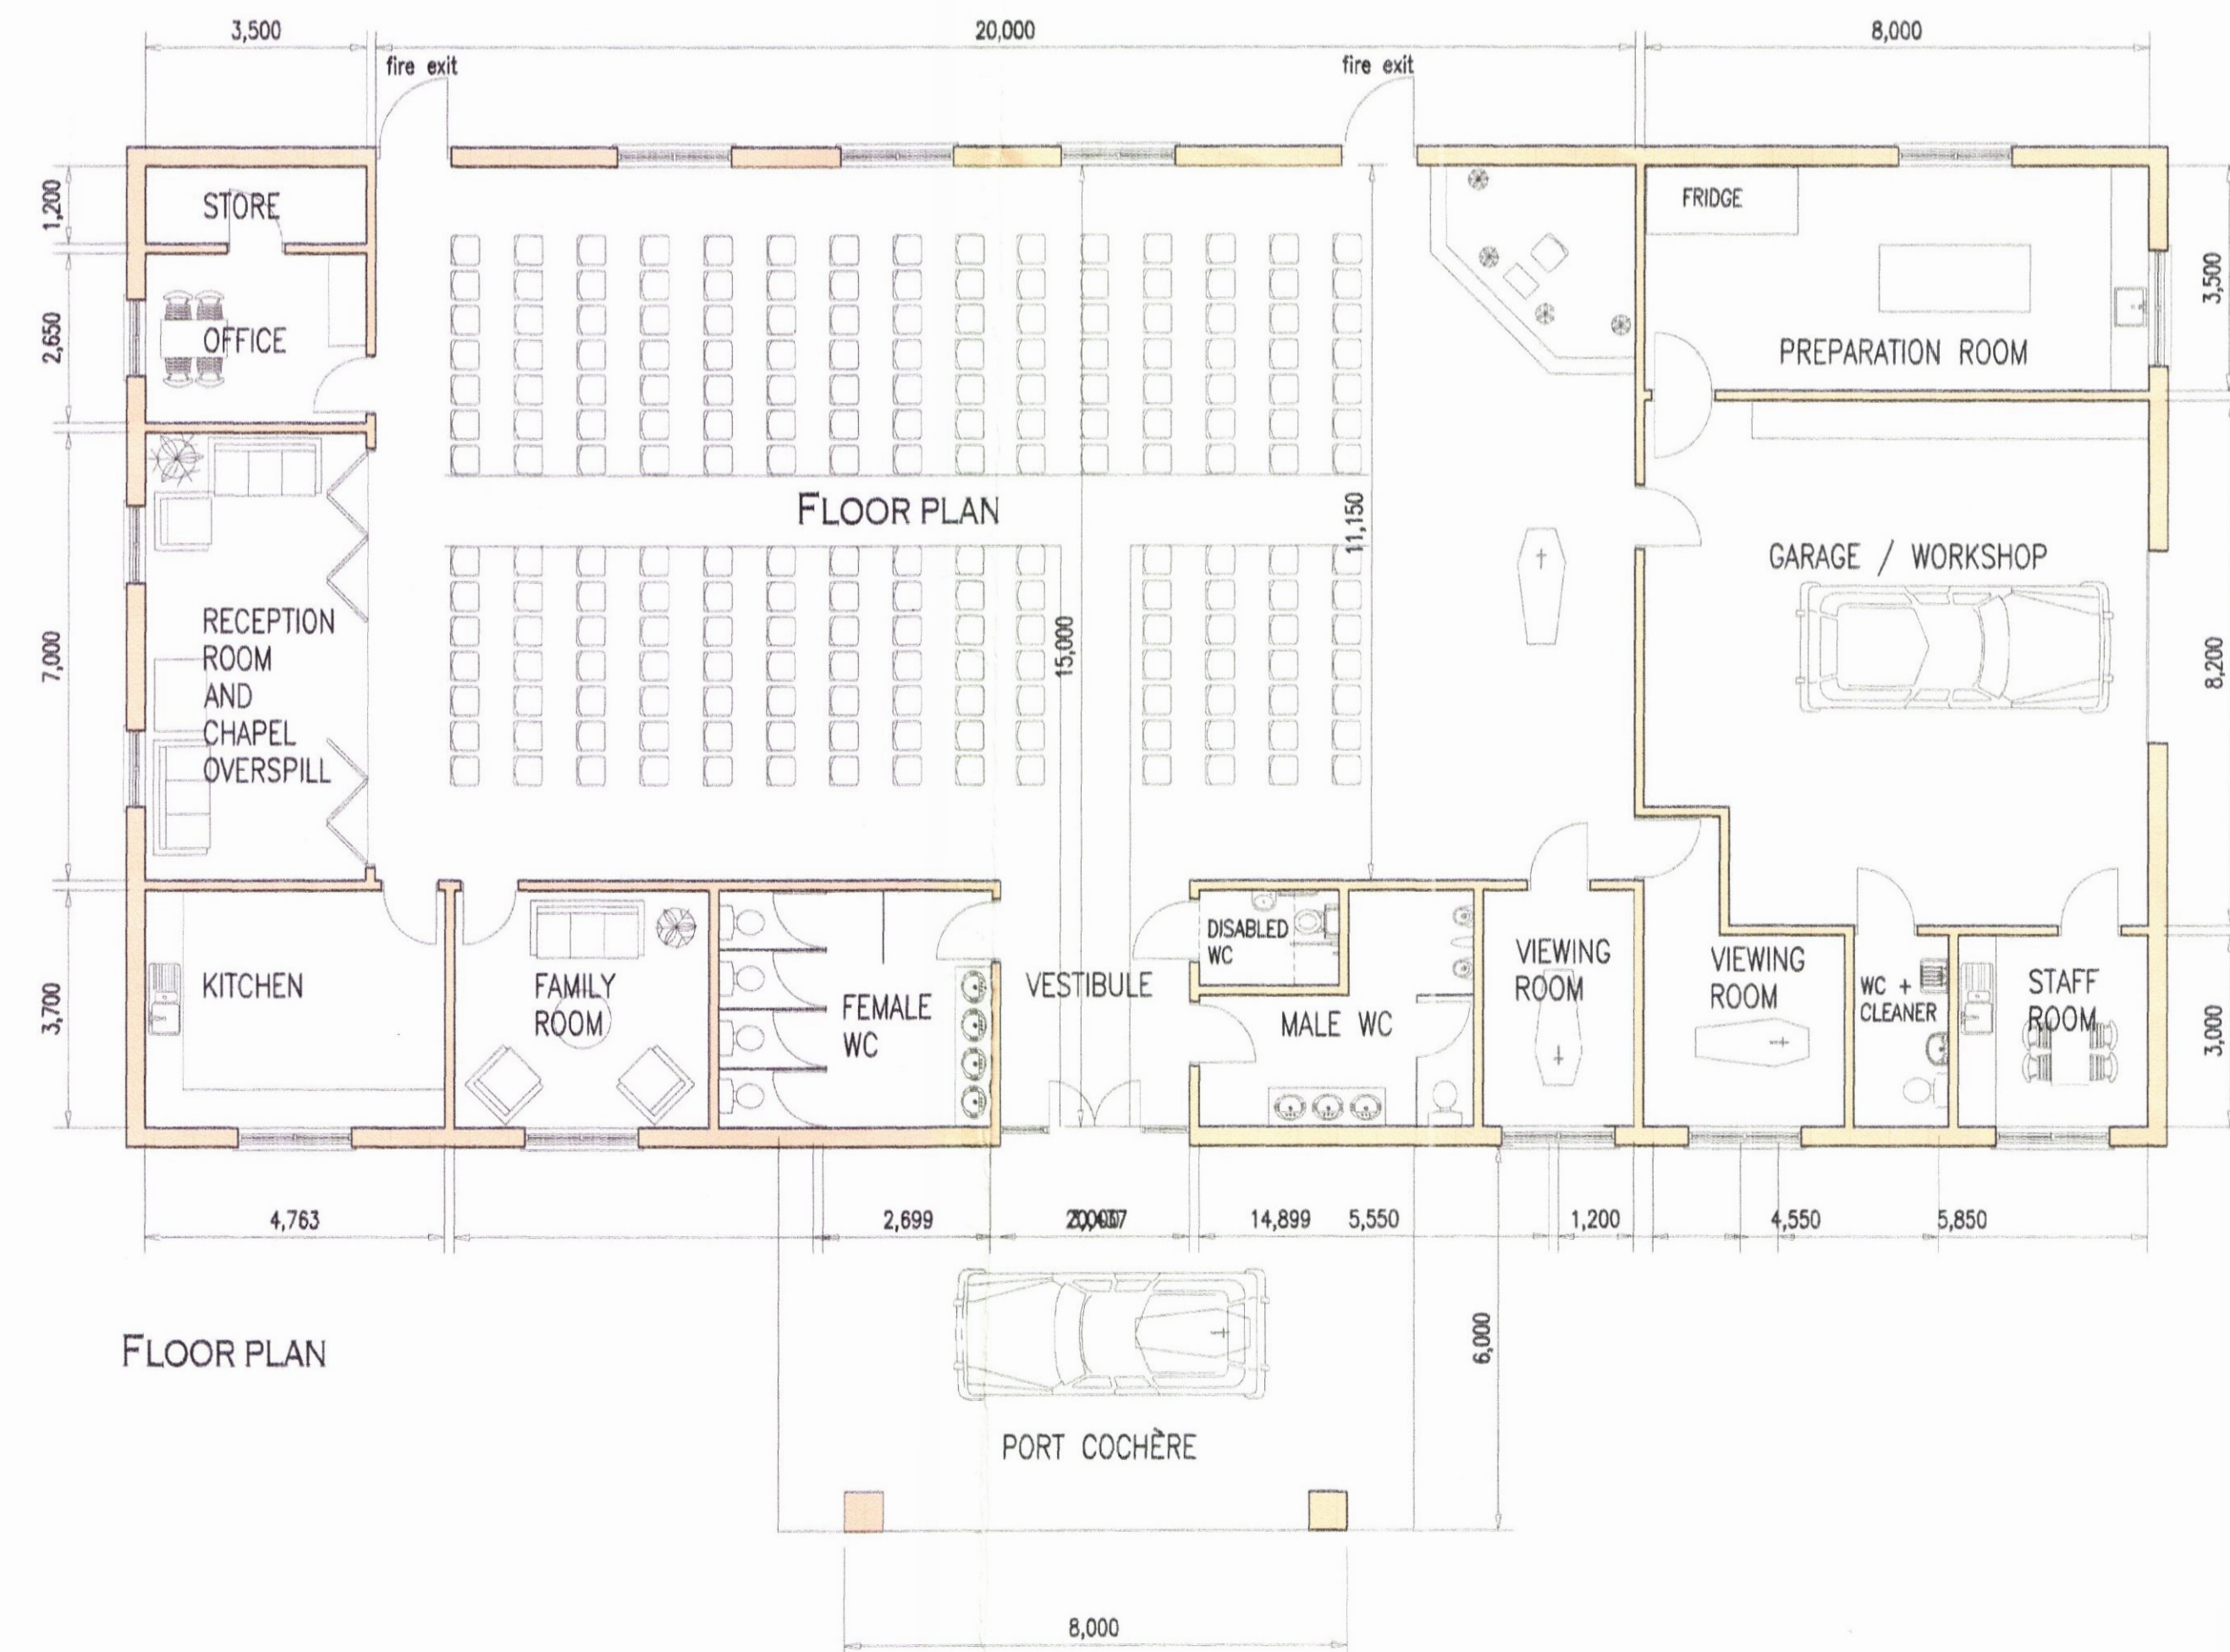 3,500
20,000
8,000
fire exit
fire exit
1,200
STORE
FRIDGE
3,500
2,650
OFFICE
PREPARATION ROOM
FLOOR PLAN
11,150
GARAGE / WORKSHOP
7,000
RECEPTION
ROOM
AND
CHAPEL
OVERSPILL
15,000
8,200
3,700
KITCHEN
FAMILY
ROOM
FEMALE
WC
VESTIBULE
DISABLED
WC
MALE WC
VIEWING
ROOM
VIEWING
ROOM
WC +
CLEANER
STAFF
ROOM
3,000
4,763
2,699
14,899
5,550
1,200
4,550
5,850
6,000
FLOOR PLAN
PORT COCHÈRE
8,000